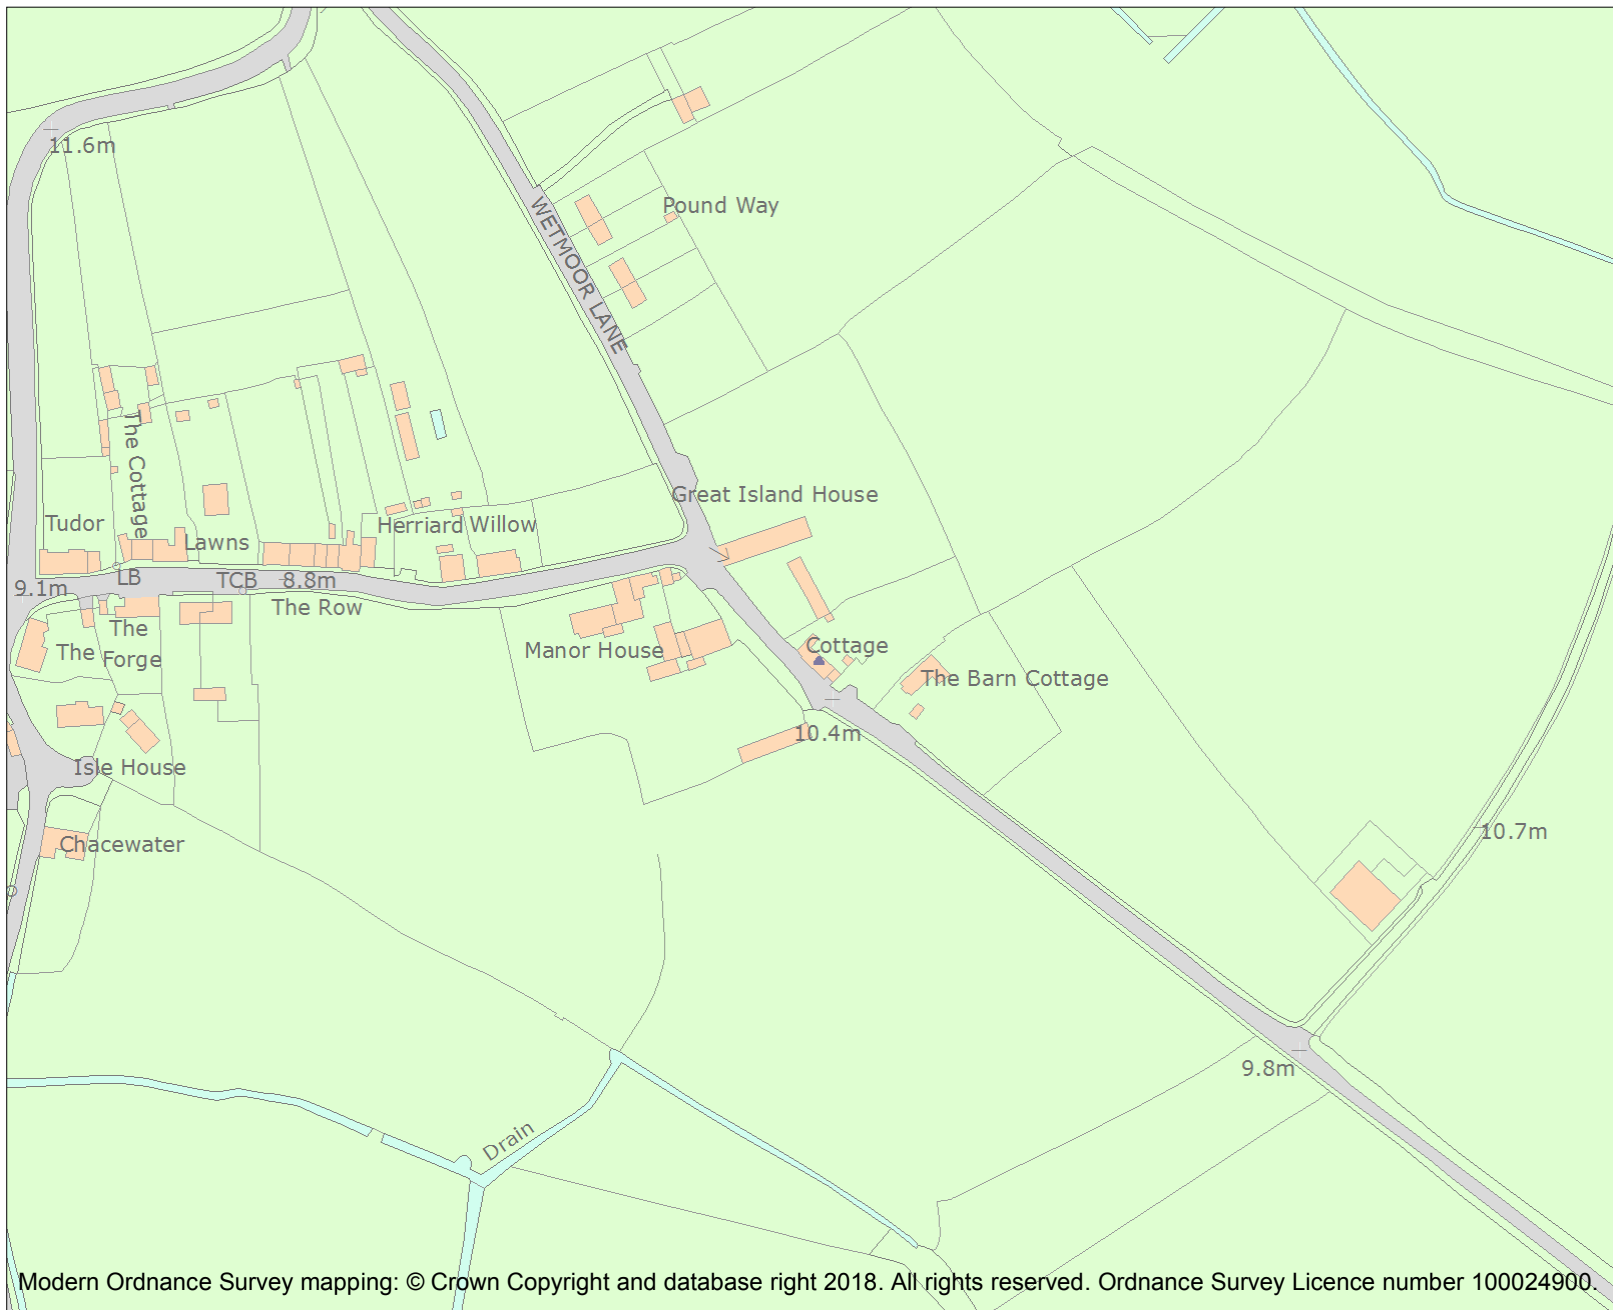 11.6m
Pound Way
WETMOOR LANE
The Cottage
Great Island House
Tudor
Herriard Willow
Lawns
9.1m
LB
TCB 8.8m
The Row
The
The Forge
Manor House
Cottage
The Barn Cottage
10.4m
Isle House
Chacewater
10.7m
9.8m
Drain
Modern Ordnance Survey mapping: © Crown Copyright and database right 2018. All rights reserved. Ordnance Survey Licence number 100024900.